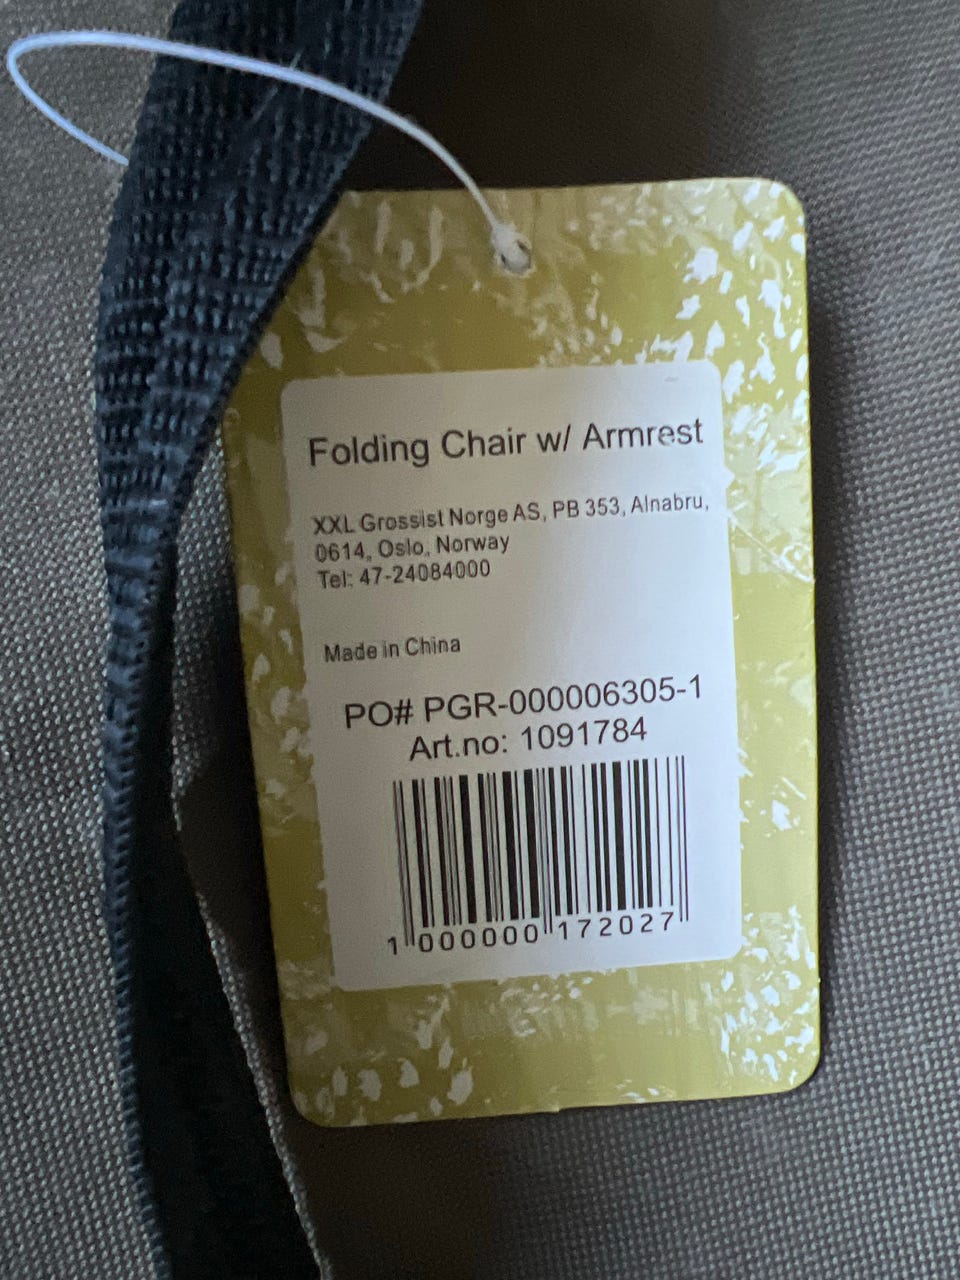 Folding Chair w/ Armrest
XXL Grossist Norge AS, PB 353, Alnabru,
0614, Oslo, Norway
Tel: 47-24084000
Made in China
PO# PGR-000006305-1
Art.no: 1091784
1 000000 172027